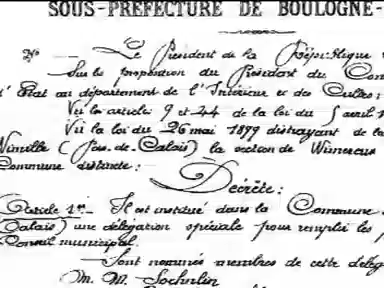 SOUS-PRÉFECTURE DE BOULOGNE-
N° — Le Président de la République
Sur la proposition du Président du Con
d'État au département de l'Intérieur et des Cultes:
Vu les articles 9 et 44 de la loi du 5 avril 1
Vu la loi du 26 mai 1899 distrayant de la
Wimille (Pas-de-Calais) la section de Wimereux
Commune distincte:
Décrète:
Article 1er — Il est institué dans la Commune
Calais) une délégation spéciale pour remplir les f
Conseil municipal.
Sont nommés membres de cette délég
M. M.